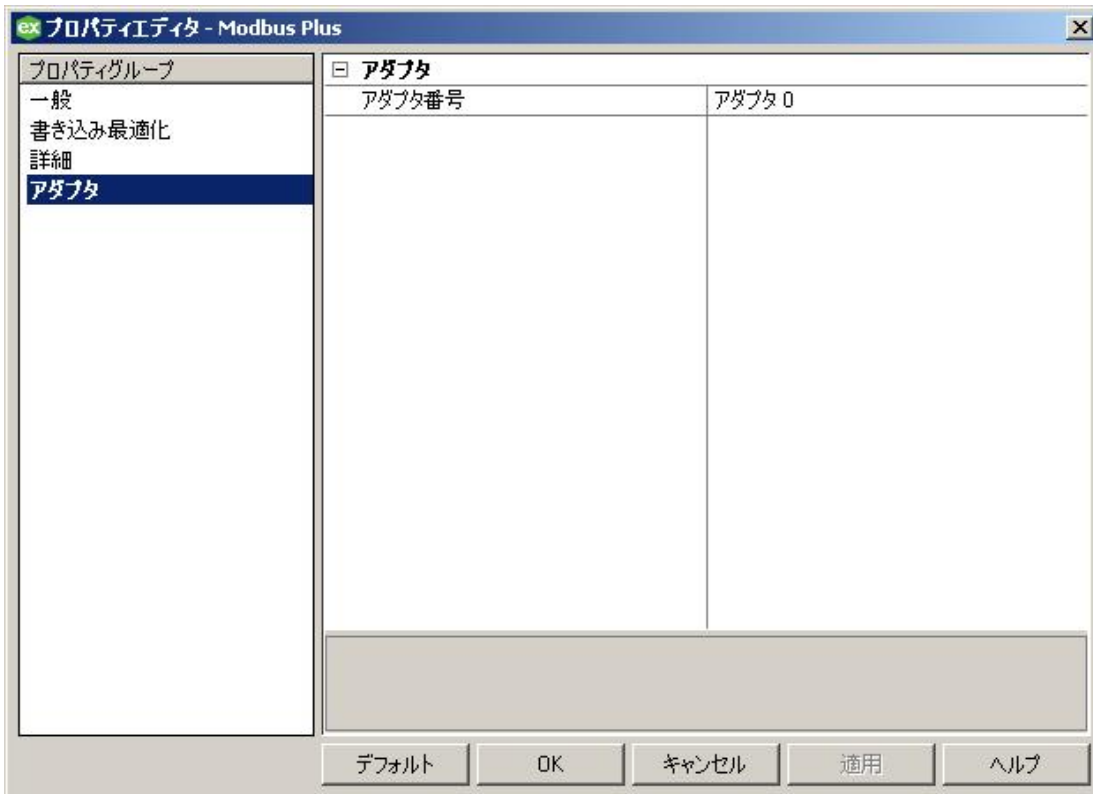 ex プロパティエディタ - Modbus Plus
プロパティグループ
一般
書き込み最適化
詳細
アダプタ
アダプタ
アダプタ番号 アダプタ 0
デフォルト OK キャンセル 適用 ヘルプ